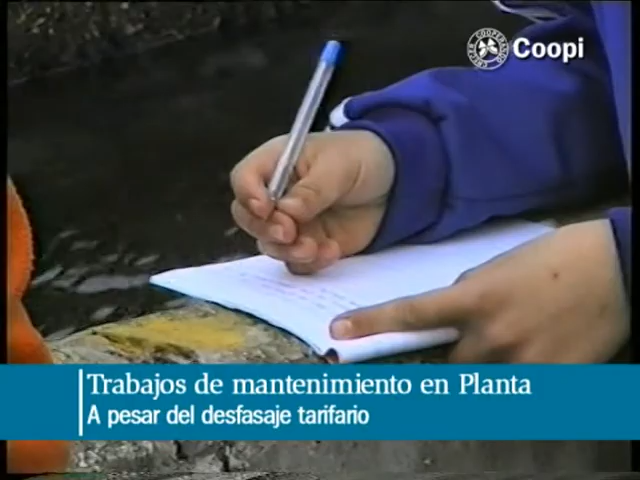 Coopi
Trabajos de mantenimiento en Planta
A pesar del desfasaje tarifario